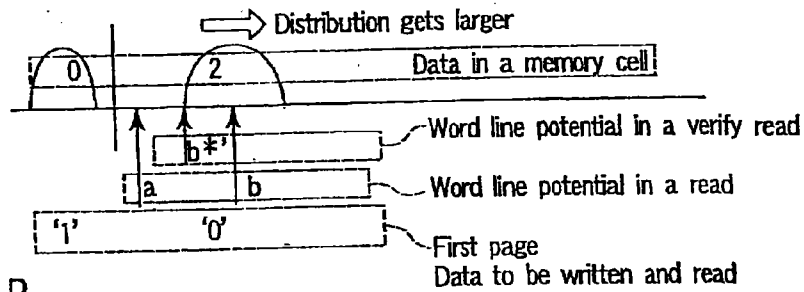 Distribution gets larger
0 2 Data in a memory cell
b*' Word line potential in a verify read
a b Word line potential in a read
'1' '0' First page
Data to be written and read